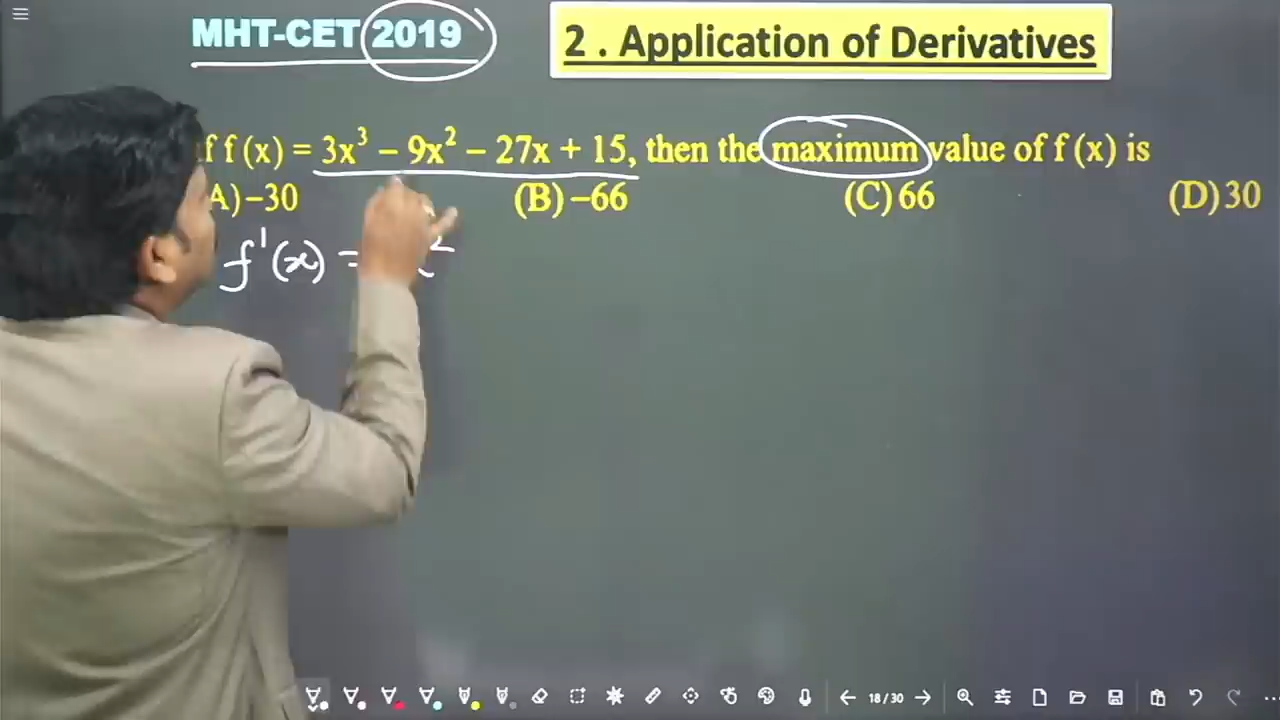 MHT-CET 2019
2 . Application of Derivatives
f f (x) = 3x³ – 9x² – 27x + 15, then the maximum value of f (x) is
A) –30 (B) –66 (C) 66 (D) 30
f'(x) =
18/30